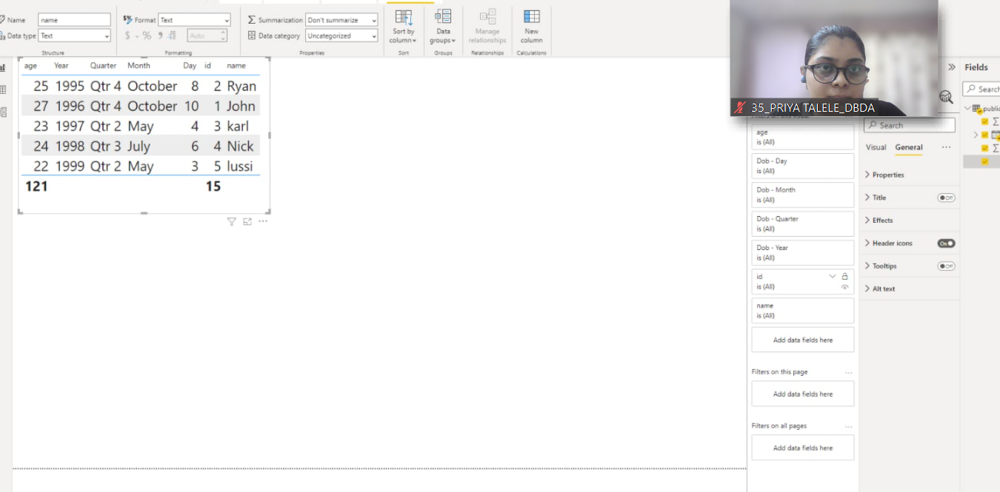 Name name
Data type Text
Structure
Format Text
$ % 9 Auto
Formatting
Summarization Don't summarize
Data category Uncategorized
Properties
Sort by
column
Sort
Data
groups
Groups
Manage
relationships
Relationships
New
column
Calculations
age Year Quarter Month Day id name
25 1995 Qtr 4 October 8 2 Ryan
27 1996 Qtr 4 October 10 1 John
23 1997 Qtr 2 May 4 3 karl
24 1998 Qtr 3 July 6 4 Nick
22 1999 Qtr 2 May 3 5 lussi
121 15
35_PRIYA TALELE_DBDA
age
is (All)
Dob - Day
is (All)
Dob - Month
is (All)
Dob - Quarter
is (All)
Dob - Year
is (All)
id
is (All)
name
is (All)
Add data fields here
Filters on this page
Add data fields here
Filters on all pages
Add data fields here
Search
Visual General
Properties
Title Off
Effects
Header icons On
Tooltips Off
Alt text
Fields
Search
public